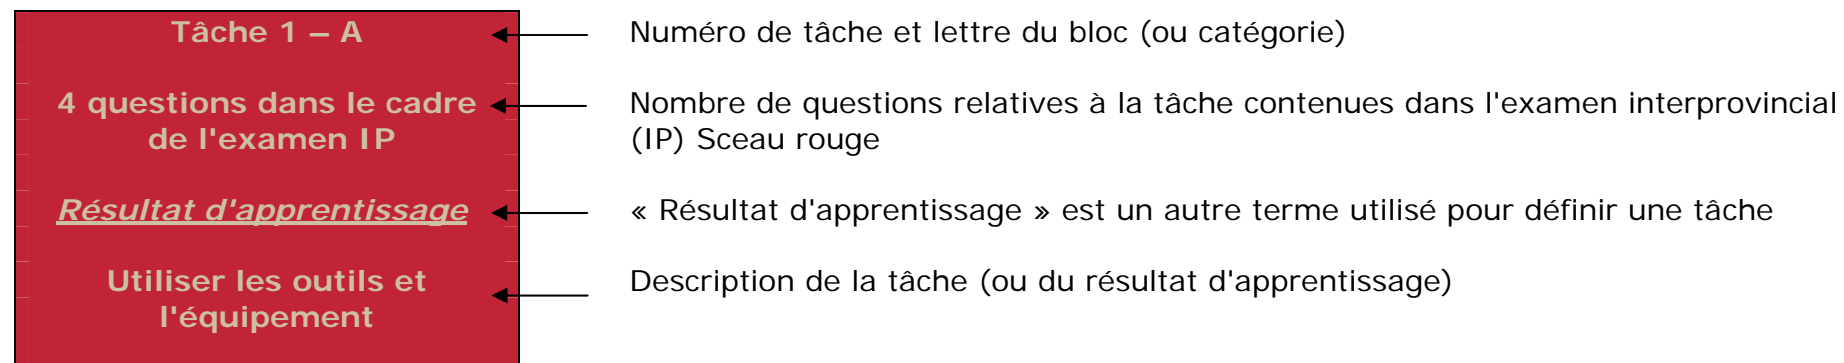 Tâche 1 – A
Numéro de tâche et lettre du bloc (ou catégorie)
4 questions dans le cadre
de l'examen IP
Nombre de questions relatives à la tâche contenues dans l'examen interprovincial
(IP) Sceau rouge
Résultat d'apprentissage
« Résultat d'apprentissage » est un autre terme utilisé pour définir une tâche
Utiliser les outils et
l'équipement
Description de la tâche (ou du résultat d'apprentissage)